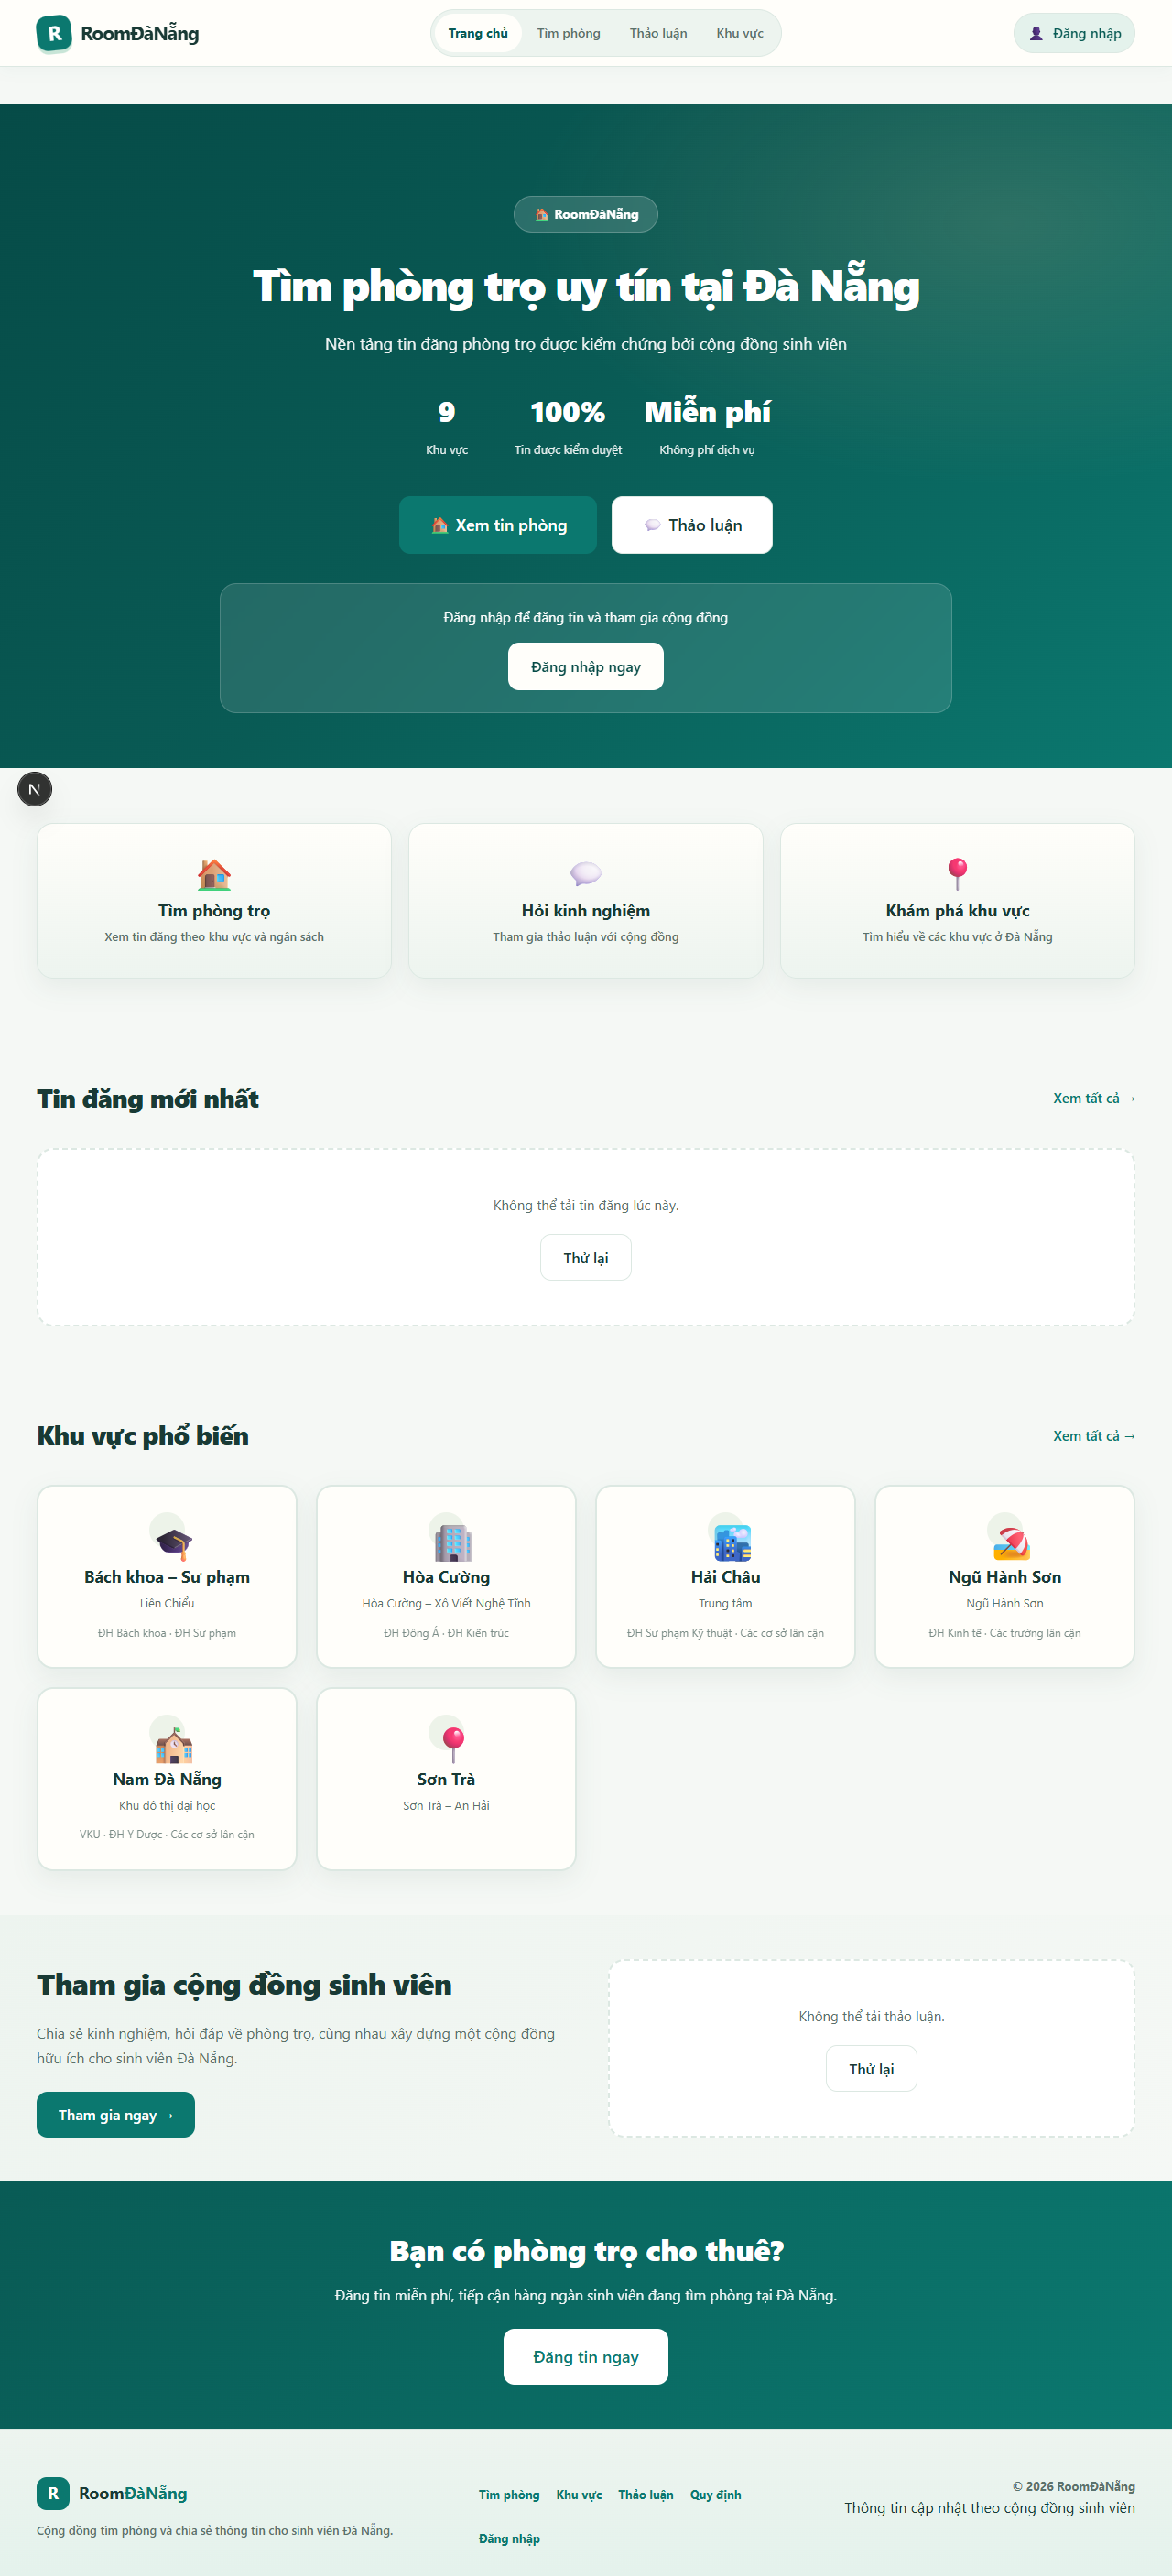 R RoomĐàNẵng
Trang chủ Tìm phòng Thảo luận Khu vực
Đăng nhập
RoomĐàNẵng
Tìm phòng trọ uy tín tại Đà Nẵng
Nền tảng tin đăng phòng trọ được kiểm chứng bởi cộng đồng sinh viên
9 100% Miễn phí
Khu vực Tin được kiểm duyệt Không phí dịch vụ
Xem tin phòng Thảo luận
Đăng nhập để đăng tin và tham gia cộng đồng
Đăng nhập ngay
N
Tìm phòng trọ Hỏi kinh nghiệm Khám phá khu vực
Xem tin đăng theo khu vực và ngân sách Tham gia thảo luận với cộng đồng Tìm hiểu về các khu vực ở Đà Nẵng
Tin đăng mới nhất Xem tất cả →
Không thể tải tin đăng lúc này.
Thử lại
Khu vực phổ biến Xem tất cả →
Bách khoa – Sư phạm Hòa Cường Hải Châu Ngũ Hành Sơn
Liên Chiểu Hòa Cường – Xô Viết Nghệ Tĩnh Trung tâm Ngũ Hành Sơn
ĐH Bách khoa · ĐH Sư phạm ĐH Đông Á · ĐH Kiến trúc ĐH Sư phạm Kỹ thuật · Các cơ sở lân cận ĐH Kinh tế · Các trường lân cận
Nam Đà Nẵng Sơn Trà
Khu đô thị đại học Sơn Trà – An Hải
VKU · ĐH Y Dược · Các cơ sở lân cận
Tham gia cộng đồng sinh viên
Chia sẻ kinh nghiệm, hỏi đáp về phòng trọ, cùng nhau xây dựng một cộng đồng
hữu ích cho sinh viên Đà Nẵng.
Tham gia ngay →
Không thể tải thảo luận.
Thử lại
Bạn có phòng trọ cho thuê?
Đăng tin miễn phí, tiếp cận hàng ngàn sinh viên đang tìm phòng tại Đà Nẵng.
Đăng tin ngay
R RoomĐàNẵng
Cộng đồng tìm phòng và chia sẻ thông tin cho sinh viên Đà Nẵng.
Tìm phòng Khu vực Thảo luận Quy định
Đăng nhập
© 2026 RoomĐàNẵng
Thông tin cập nhật theo cộng đồng sinh viên